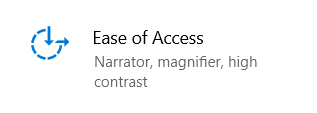 Ease of Access
Narrator, magnifier, high
contrast